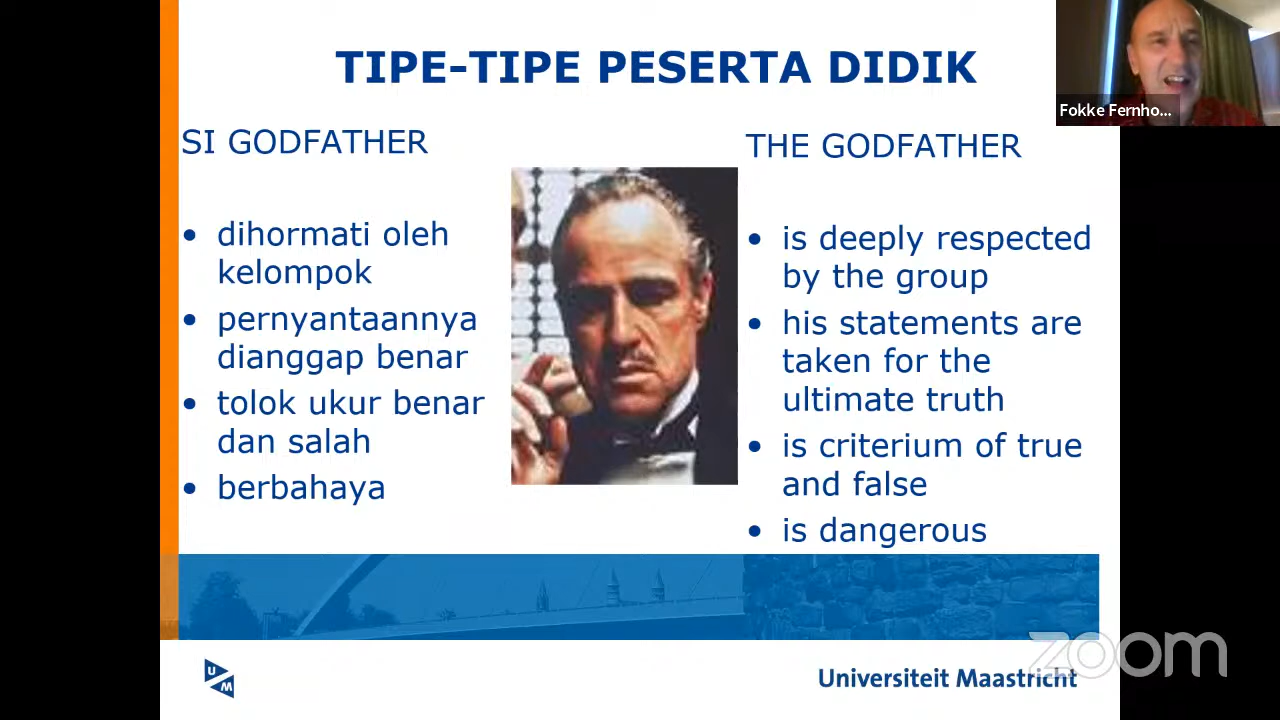 TIPE-TIPE PESERTA DIDIK
Fokke Fernho...
SI GODFATHER
• dihormati oleh
kelompok
• pernyantaannya
dianggap benar
• tolok ukur benar
dan salah
• berbahaya
THE GODFATHER
• is deeply respected
by the group
• his statements are
taken for the
ultimate truth
• is criterium of true
and false
• is dangerous
UM
Universiteit Maastricht
zoom